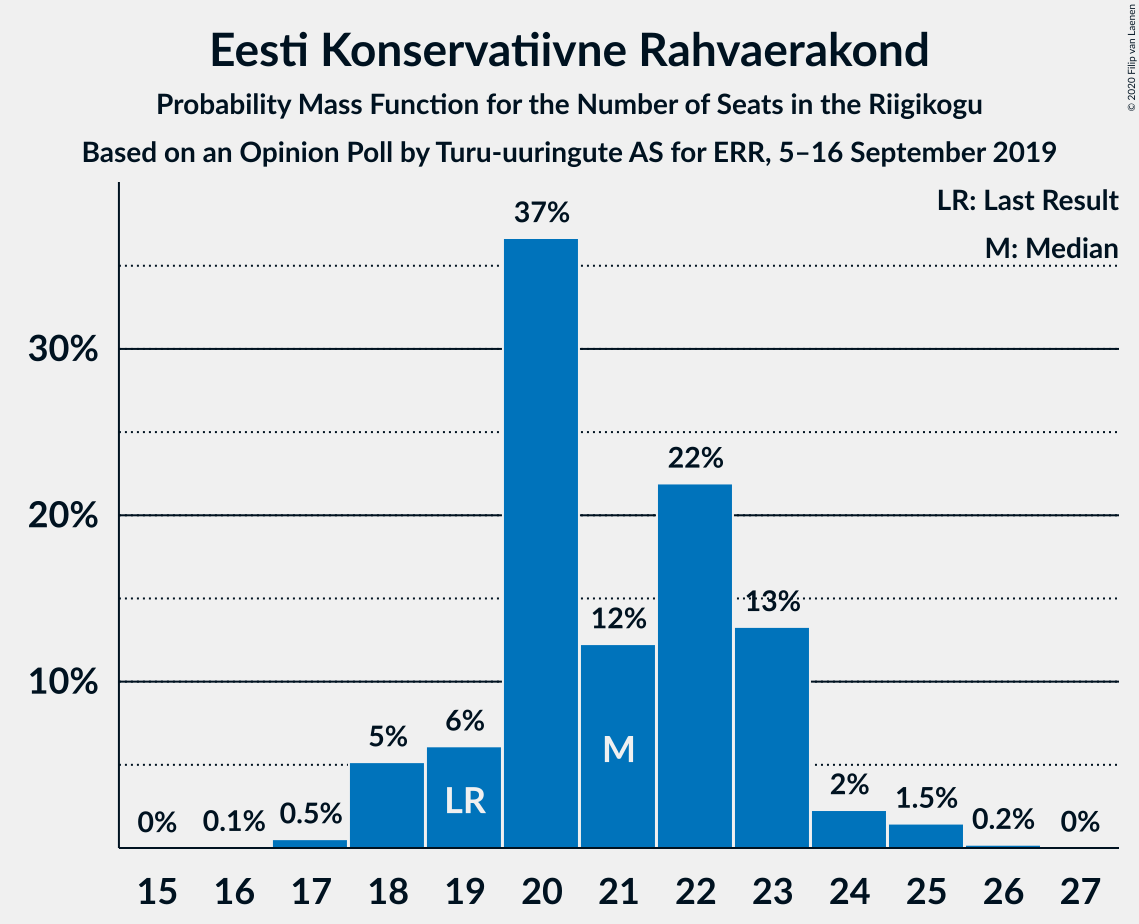 Eesti Konservatiivne Rahvaerakond
Probability Mass Function for the Number of Seats in the Riigikogu
Based on an Opinion Poll by Turu-uuringute AS for ERR, 5–16 September 2019
© 2020 Filip van Laenen
LR: Last Result
M: Median
30%
20%
10%
0%
0.1%
0.5%
5%
6%
37%
12%
22%
13%
2%
1.5%
0.2%
0%
LR
M
15 16 17 18 19 20 21 22 23 24 25 26 27